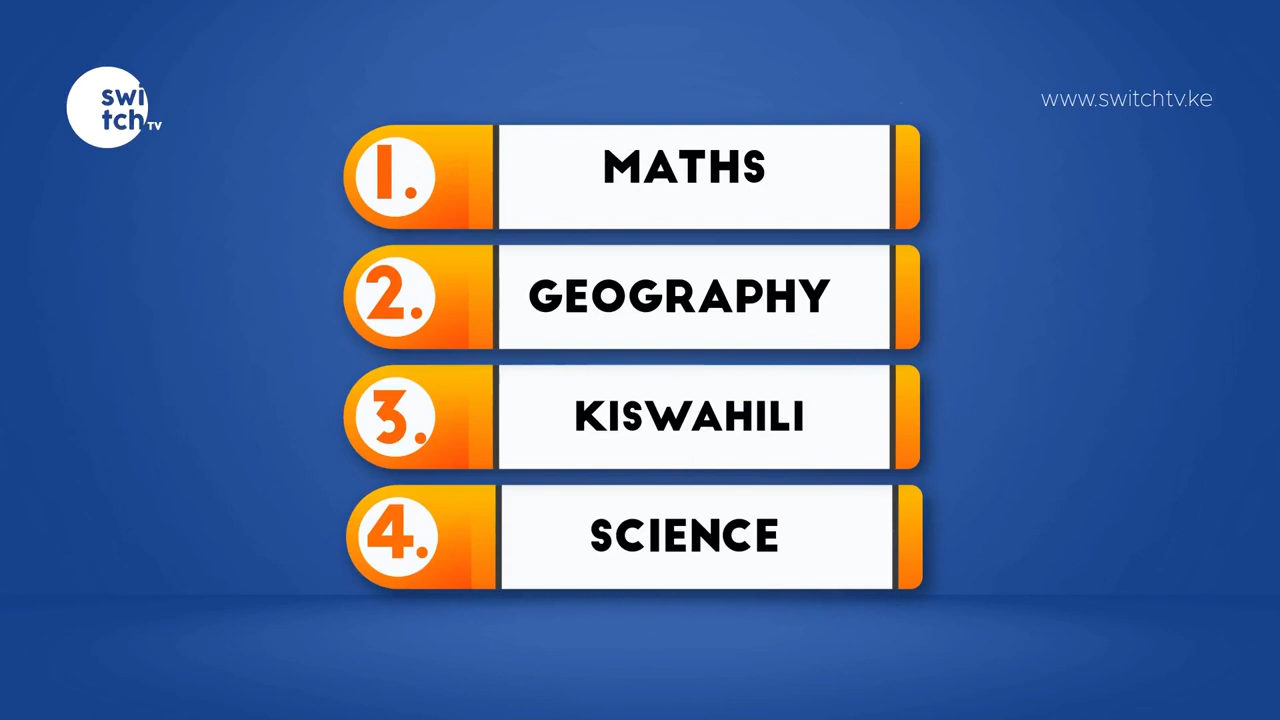 swi
tch TV
www.switchtv.ke
1. MATHS
2. GEOGRAPHY
3. KISWAHILI
4. SCIENCE